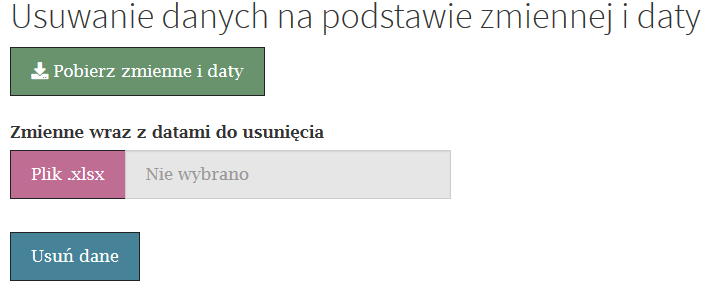 Usuwanie danych na podstawie zmiennej i daty
Pobierz zmienne i daty
Zmienne wraz z datami do usunięcia
Plik .xlsx Nie wybrano
Usuń dane